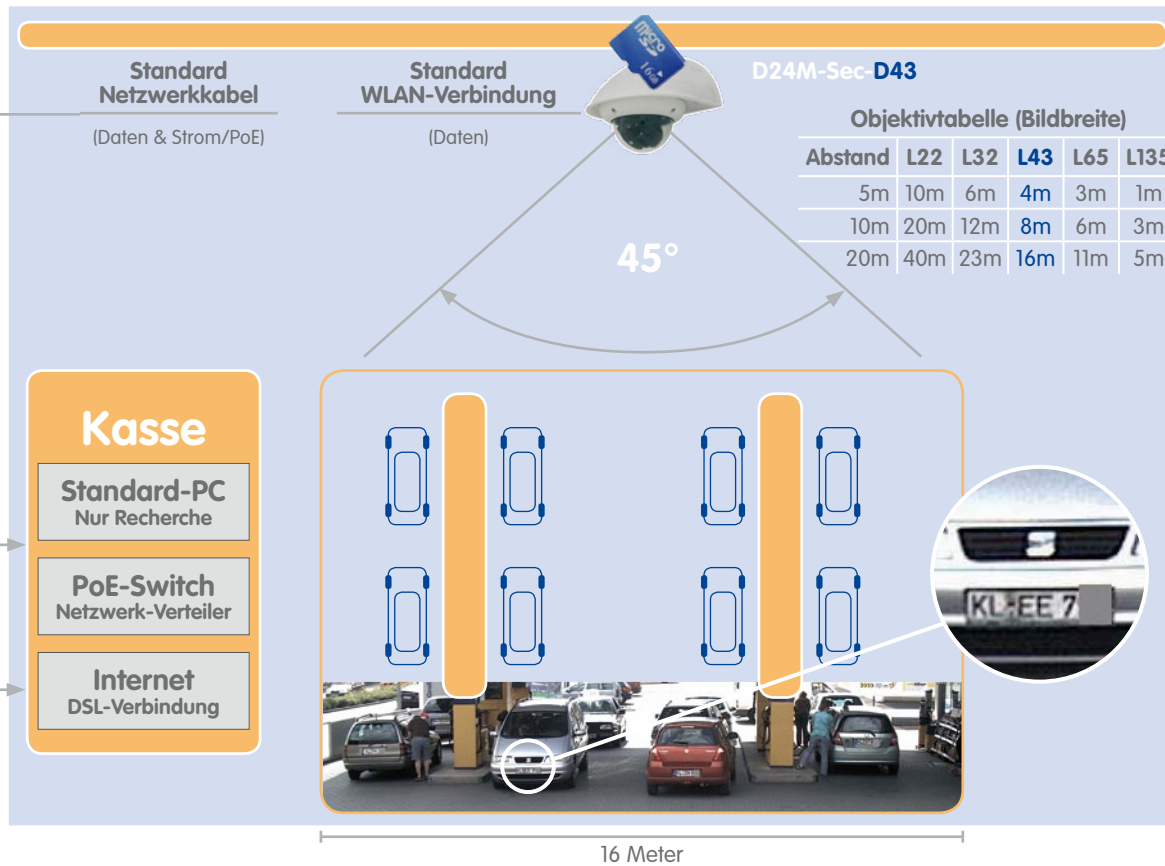 micro
SD
16GB
Standard
Netzwerkkabel
(Daten & Strom/PoE)
Standard
WLAN-Verbindung
(Daten)
D24M-Sec-D43
Objektivtabelle (Bildbreite)
Abstand L22 L32 L43 L65 L135
5m 10m 6m 4m 3m 1m
10m 20m 12m 8m 6m 3m
20m 40m 23m 16m 11m 5m
45°
Kasse
Standard-PC
Nur Recherche
PoE-Switch
Netzwerk-Verteiler
Internet
DSL-Verbindung
KL-EE 7
16 Meter